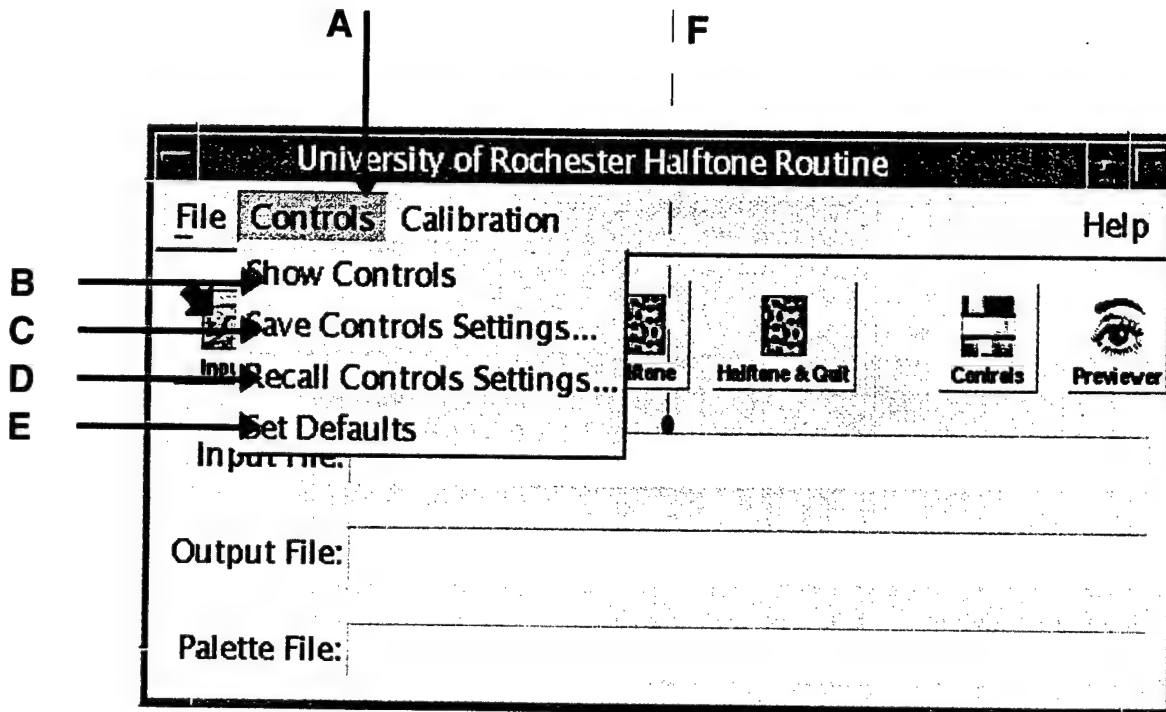 A F
University of Rochester Halftone Routine
File Controls Calibration Help
B Show Controls
C Save Controls Settings...
D Recall Controls Settings...
E Set Defaults
Halftone & Quit Controls Previewer
Input File:
Output File:
Palette File: